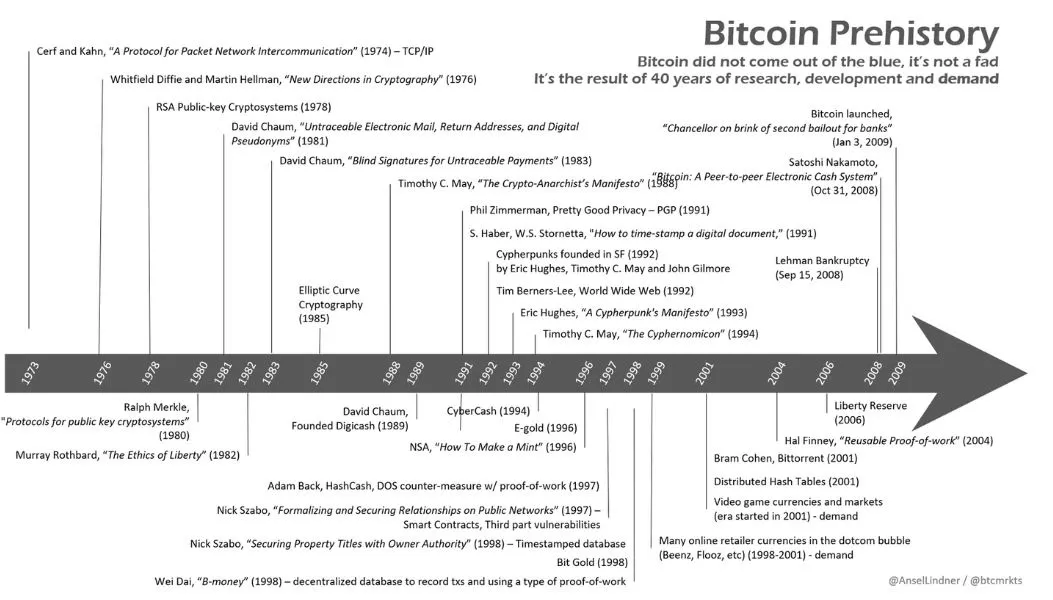 Bitcoin Prehistory
Bitcoin did not come out of the blue, it's not a fad
It's the result of 40 years of research, development and demand
Cerf and Kahn, "A Protocol for Packet Network Intercommunication" (1974) – TCP/IP
Whitfield Diffie and Martin Hellman, "New Directions in Cryptography" (1976)
RSA Public-key Cryptosystems (1978)
David Chaum, "Untraceable Electronic Mail, Return Addresses, and Digital
Pseudonyms" (1981)
David Chaum, "Blind Signatures for Untraceable Payments" (1983)
Timothy C. May, "The Crypto-Anarchist's Manifesto" (1988)
Phil Zimmerman, Pretty Good Privacy – PGP (1991)
S. Haber, W.S. Stornetta, "How to time-stamp a digital document," (1991)
Cypherpunks founded in SF (1992)
by Eric Hughes, Timothy C. May and John Gilmore
Tim Berners-Lee, World Wide Web (1992)
Eric Hughes, "A Cypherpunk's Manifesto" (1993)
Timothy C. May, "The Cyphernomicon" (1994)
Elliptic Curve
Cryptography
(1985)
Bitcoin launched,
"Chancellor on brink of second bailout for banks"
(Jan 3, 2009)
Satoshi Nakamoto,
"Bitcoin: A Peer-to-peer Electronic Cash System"
(Oct 31, 2008)
Lehman Bankruptcy
(Sep 15, 2008)
1973
1976
1978
1980
1981
1982
1983
1985
1988
1989
1991
1992
1993
1994
1996
1997
1998
1999
2001
2004
2006
2008
2009
Ralph Merkle,
"Protocols for public key cryptosystems"
(1980)
Murray Rothbard, "The Ethics of Liberty" (1982)
David Chaum,
Founded Digicash (1989)
CyberCash (1994)
E-gold (1996)
NSA, "How To Make a Mint" (1996)
Adam Back, HashCash, DOS counter-measure w/ proof-of-work (1997)
Nick Szabo, "Formalizing and Securing Relationships on Public Networks" (1997) –
Smart Contracts, Third part vulnerabilities
Nick Szabo, "Securing Property Titles with Owner Authority" (1998) – Timestamped database
Bit Gold (1998)
Wei Dai, "B-money" (1998) – decentralized database to record txs and using a type of proof-of-work
Liberty Reserve
(2006)
Hal Finney, "Reusable Proof-of-work" (2004)
Bram Cohen, Bittorrent (2001)
Distributed Hash Tables (2001)
Video game currencies and markets
(era started in 2001) - demand
Many online retailer currencies in the dotcom bubble
(Beenz, Flooz, etc) (1998-2001) - demand
@AnselLindner / @btcmrkts